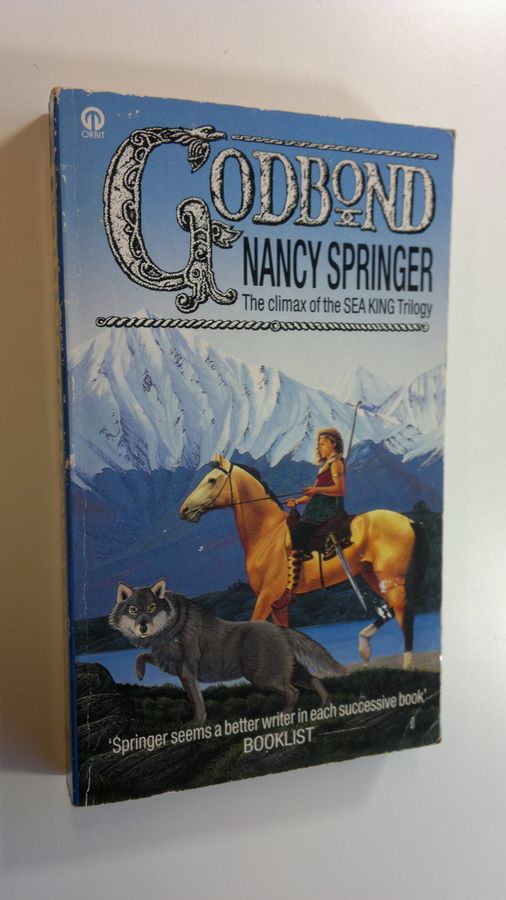 ORBIT
GODBOND
NANCY SPRINGER
The climax of the SEA KING Trilogy
'Springer seems a better writer in each successive book'
BOOKLIST